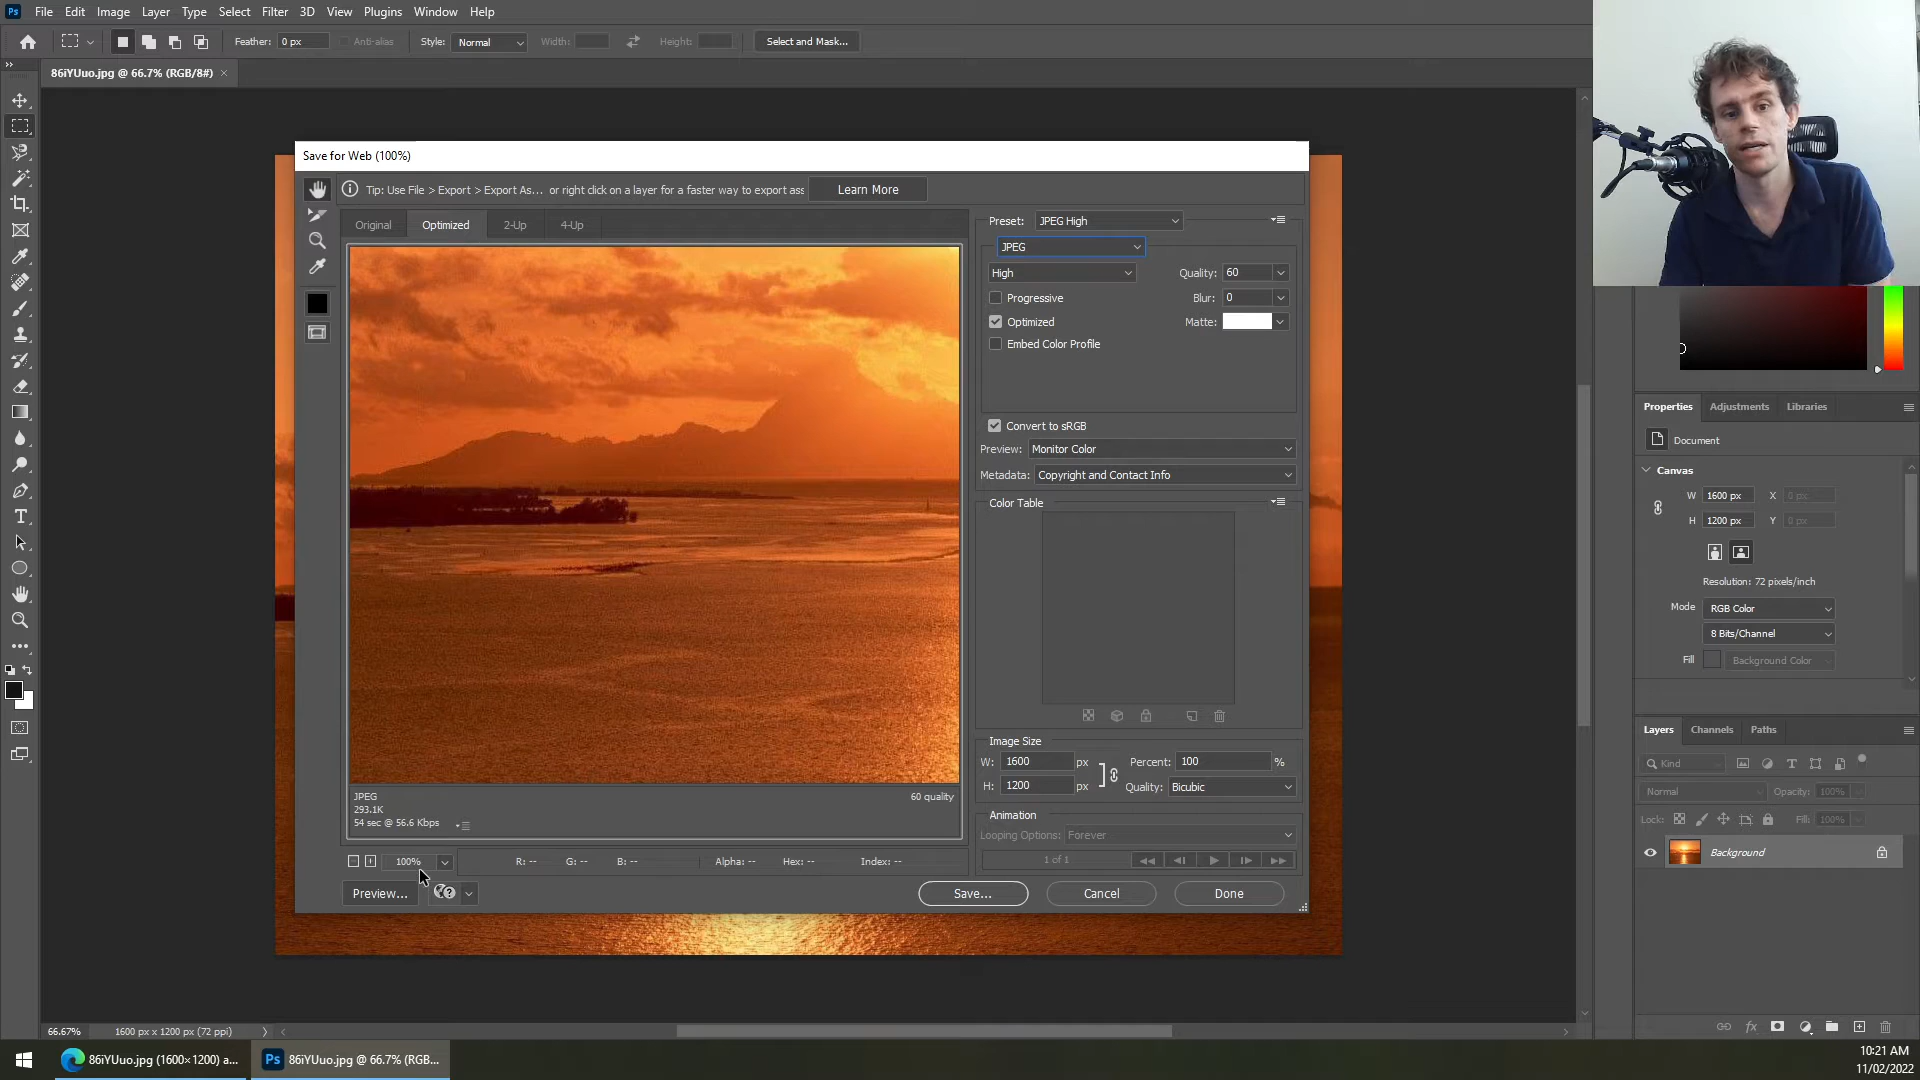 Ps File Edit Image Layer Type Select Filter 3D View Plugins Window Help
Feather: 0 px Anti-alias Style: Normal Width: Height: Select and Mask...
86iYUuo.jpg @ 66.7% (RGB/8#) ×
Save for Web (100%)
Tip: Use File > Export > Export As... or right click on a layer for a faster way to export ass Learn More
Original Optimized 2-Up 4-Up
Preset: JPEG High
JPEG
High Quality: 60
Progressive Blur: 0
Optimized Matte:
Embed Color Profile
Convert to sRGB
Preview: Monitor Color
Metadata: Copyright and Contact Info
Color Table
Image Size
W: 1600 px Percent: 100 %
H: 1200 px Quality: Bicubic
Animation
Looping Options: Forever
1 of 1
JPEG 60 quality
293.1K
54 sec @ 56.6 Kbps
100% R: -- G: -- B: -- Alpha: -- Hex: -- Index: --
Preview... Save... Cancel Done
Properties Adjustments Libraries
Document
Canvas
W 1600 px X 0 px
H 1200 px Y 0 px
Resolution: 72 pixels/inch
Mode RGB Color
8 Bits/Channel
Fill Background Color
Layers Channels Paths
Kind
Normal Opacity: 100%
Lock: Fill: 100%
Background
66.67% 1600 px x 1200 px (72 ppi)
86iYUuo.jpg (1600×1200) a...
Ps 86iYUuo.jpg @ 66.7% (RGB...
10:21 AM
11/02/2022